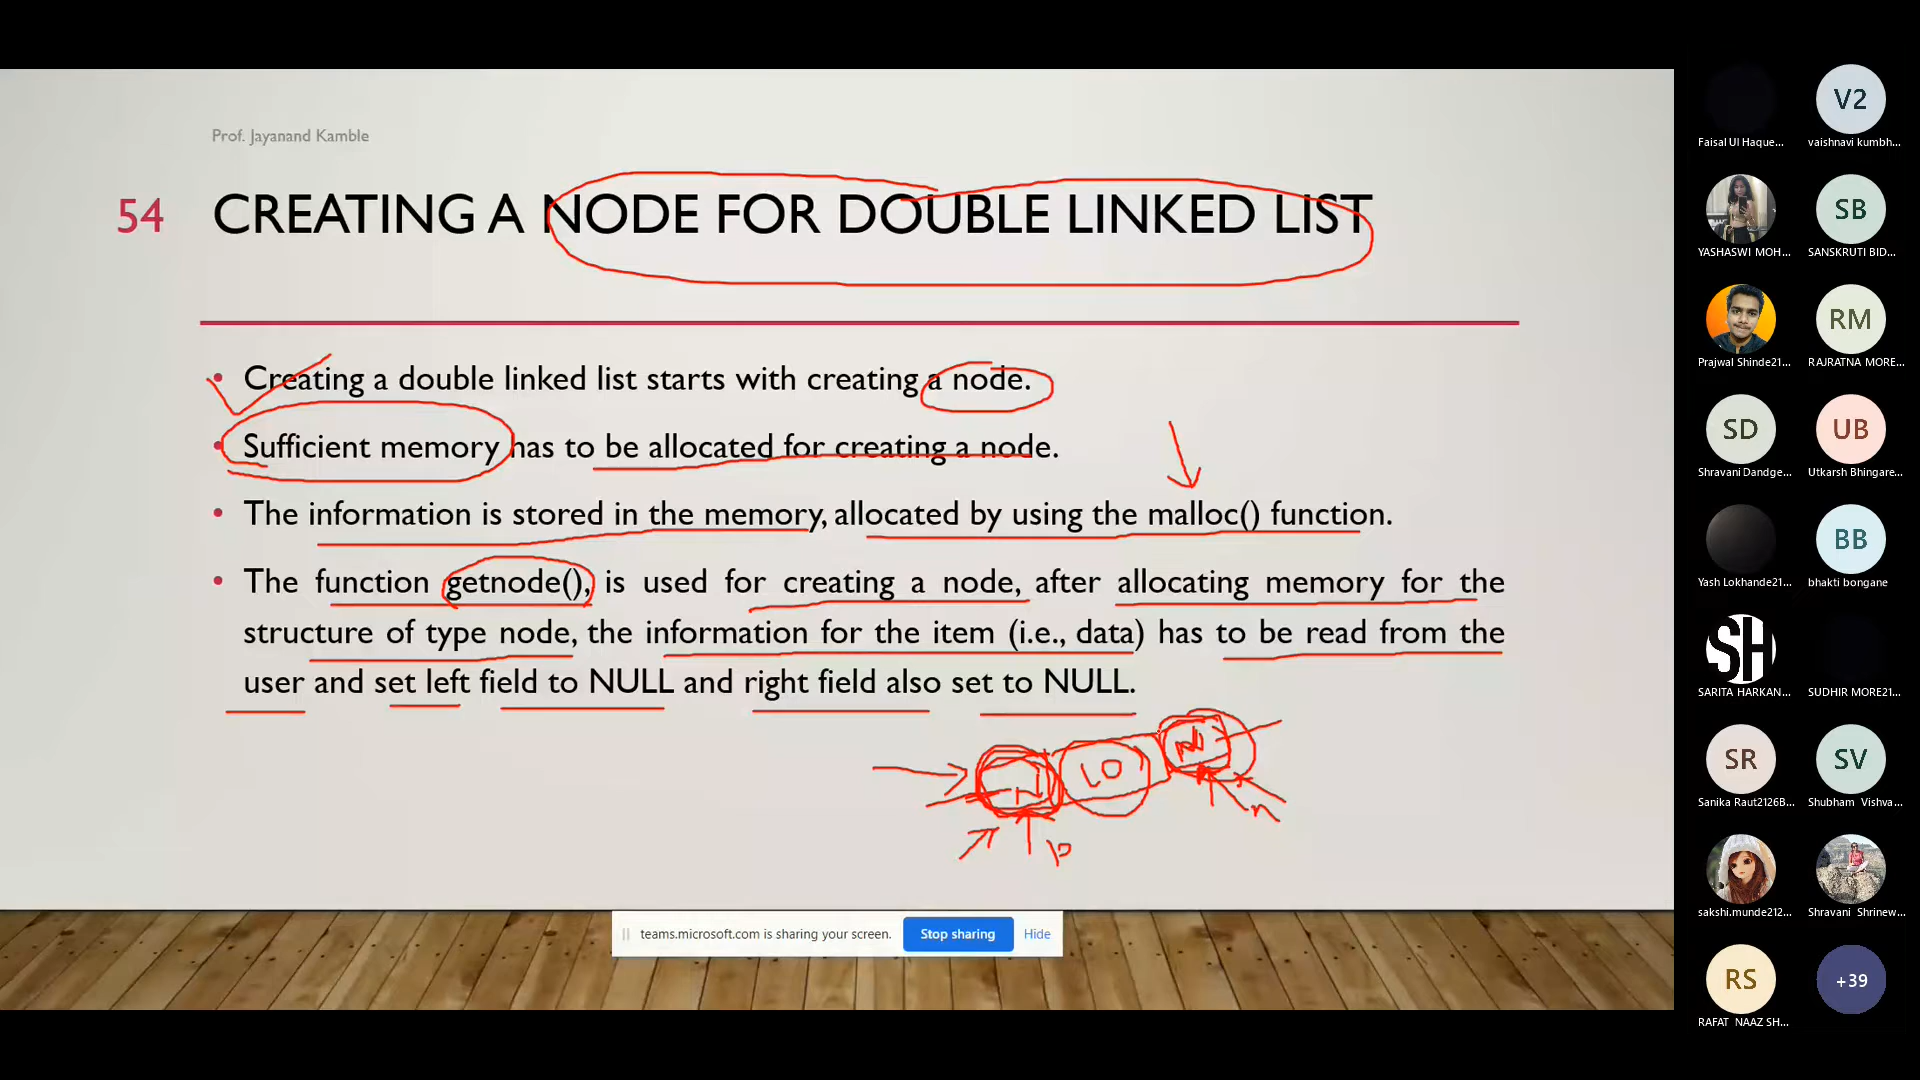 Prof. Jayanand Kamble
54
CREATING A NODE FOR DOUBLE LINKED LIST
• Creating a double linked list starts with creating a node.
• Sufficient memory has to be allocated for creating a node.
• The information is stored in the memory, allocated by using the malloc() function.
• The function getnode(), is used for creating a node, after allocating memory for the
structure of type node, the information for the item (i.e., data) has to be read from the
user and set left field to NULL and right field also set to NULL.
N 10 N
p n
teams.microsoft.com is sharing your screen. Stop sharing Hide
V2
Faisal Ul Haque... vaishnavi kumbh...
SB
YASHASWI MOH... SANSKRUTI BID...
RM
Prajwal Shinde21... RAJRATNA MORE...
SD UB
Shravani Dandge... Utkarsh Bhingare...
BB
Yash Lokhande21... bhakti bongane
SH
SARITA HARKAN... SUDHIR MORE21...
SR SV
Sanika Raut2126B... Shubham Vishva...
sakshi.munde212... Shravani Shrinew...
RS +39
RAFAT NAAZ SH...